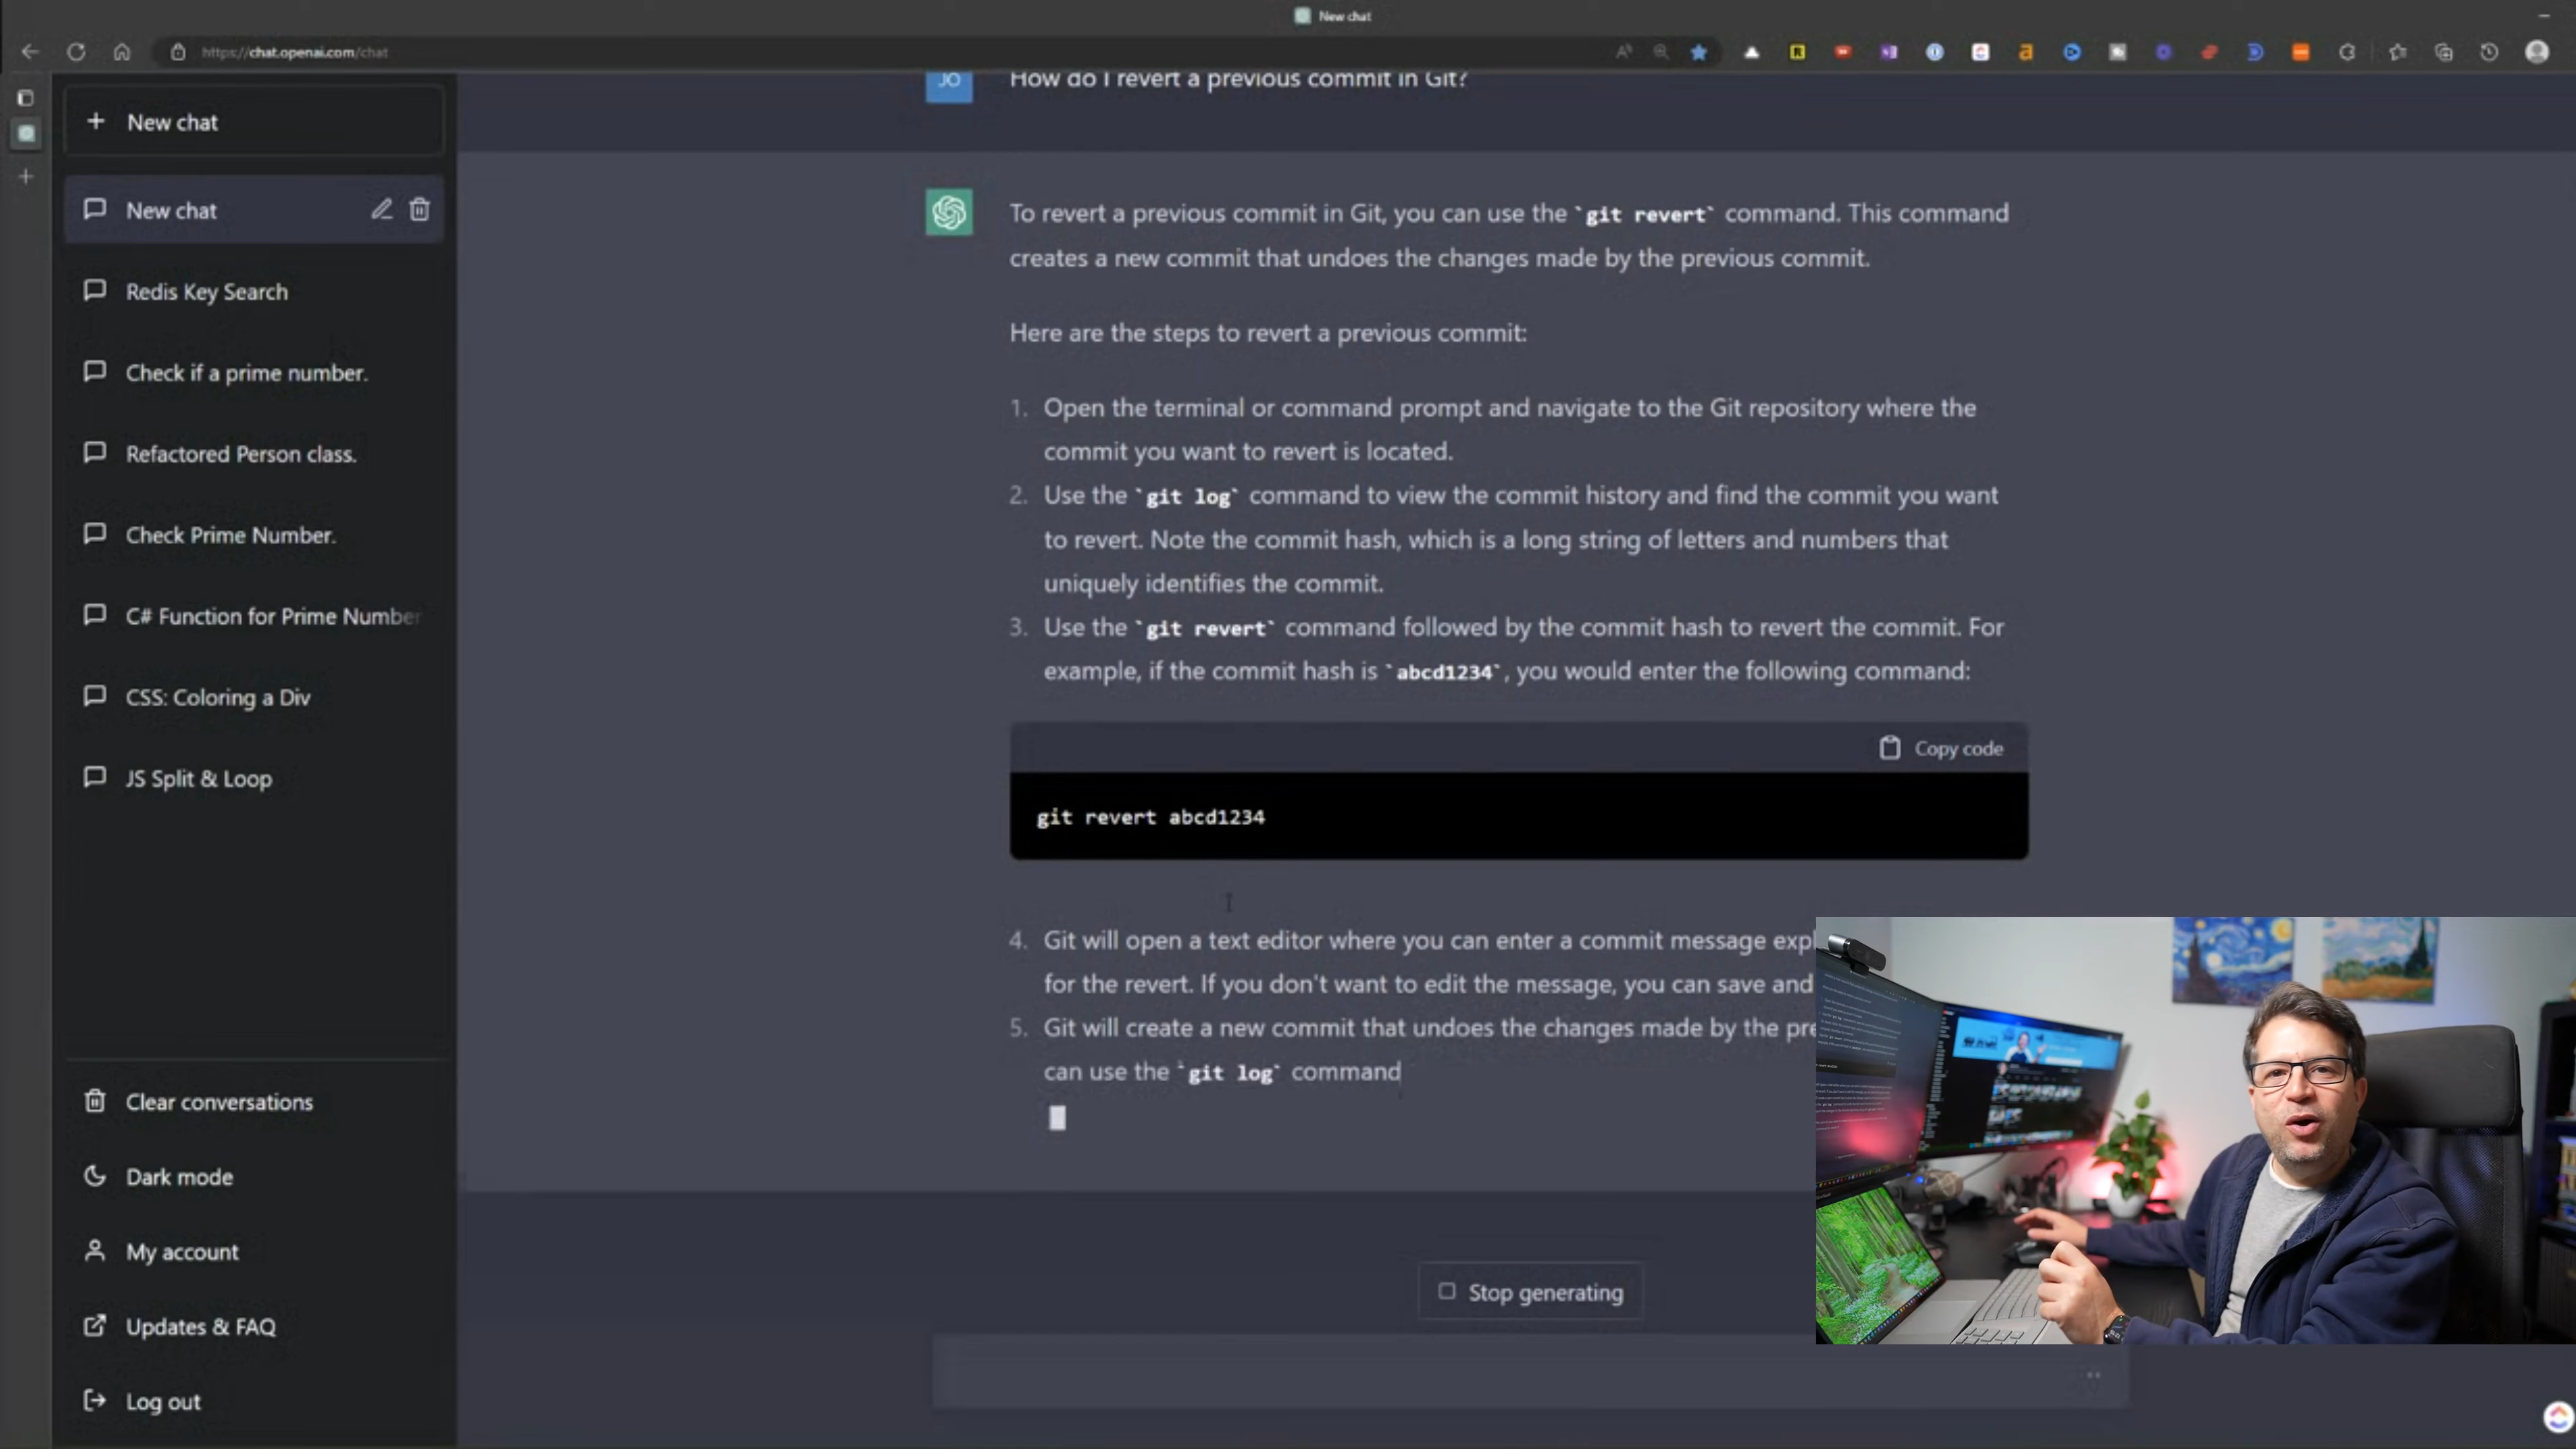 New chat
https://chat.openai.com/chat
New chat
New chat
Redis Key Search
Check if a prime number.
Refactored Person class.
Check Prime Number.
C# Function for Prime Number
CSS: Coloring a Div
JS Split & Loop
Clear conversations
Dark mode
My account
Updates & FAQ
Log out
JO
How do I revert a previous commit in Git?
To revert a previous commit in Git, you can use the `git revert` command. This command
creates a new commit that undoes the changes made by the previous commit.
Here are the steps to revert a previous commit:
1. Open the terminal or command prompt and navigate to the Git repository where the
commit you want to revert is located.
2. Use the `git log` command to view the commit history and find the commit you want
to revert. Note the commit hash, which is a long string of letters and numbers that
uniquely identifies the commit.
3. Use the `git revert` command followed by the commit hash to revert the commit. For
example, if the commit hash is `abcd1234`, you would enter the following command:
Copy code
git revert abcd1234
4. Git will open a text editor where you can enter a commit message exp
for the revert. If you don't want to edit the message, you can save and
5. Git will create a new commit that undoes the changes made by the pre
can use the `git log` command
Stop generating